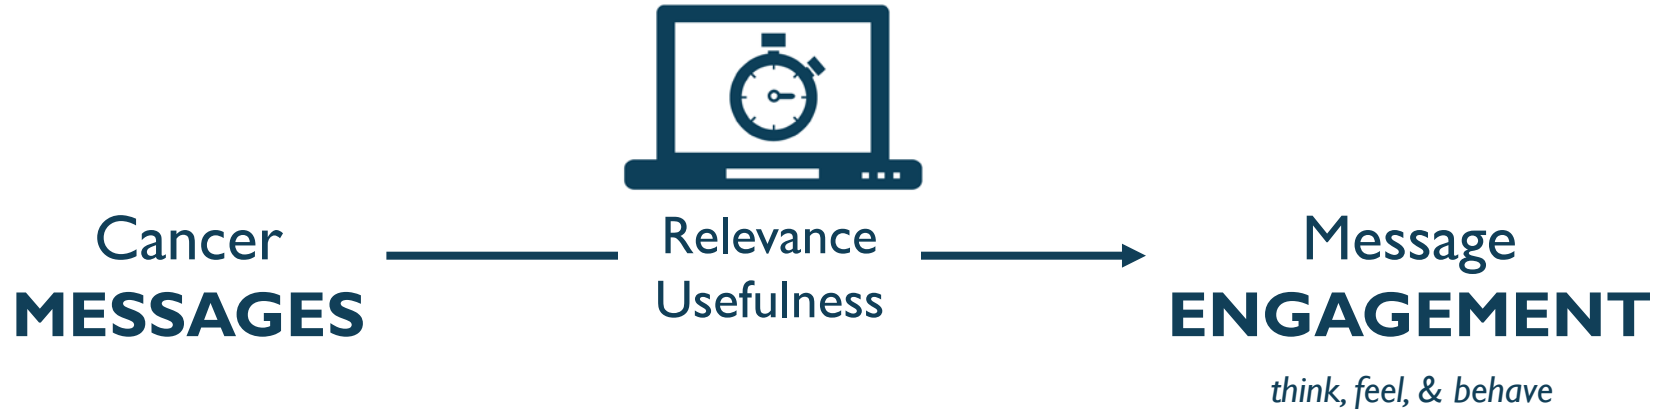 Cancer
MESSAGES
Relevance
Usefulness
Message
ENGAGEMENT
think, feel, & behave